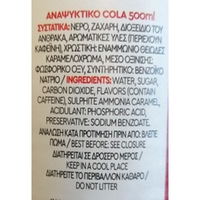 ΑΝΑΨΥΚΤΙΚΟ COLA 500ml
ΣΥΣΤΑΤΙΚΑ: ΝΕΡΟ, ΖΑΧΑΡΗ, ΔΙΟΞΕΙΔΙΟ ΤΟΥ
ΑΝΘΡΑΚΑ, ΑΡΩΜΑΤΙΚΕΣ ΥΛΕΣ (ΠΕΡΙΕΧΟΥΝ
ΚΑΦΕΪΝΗ), ΧΡΩΣΤΙΚΗ: ΕΝΑΜΜΩΝΙΟ ΘΕΙΩΔΕΣ
ΚΑΡΑΜΕΛΟΧΡΩΜΑ, ΜΕΣΟ ΟΞΙΝΙΣΗΣ:
ΦΩΣΦΟΡΙΚΟ ΟΞΥ, ΣΥΝΤΗΡΗΤΙΚΟ: ΒΕΝΖΟΪΚΟ
ΝΑΤΡΙΟ / INGREDIENTS: WATER, SUGAR,
CARBON DIOXIDE, FLAVORS (CONTAIN
CAFFEINE), SULPHITE AMMONIA CARAMEL,
ACIDULANT: PHOSPHORIC ACID,
PRESERVATIVE: SODIUM BENZOATE.
ΑΝΑΛΩΣΗ ΚΑΤΑ ΠΡΟΤΙΜΗΣΗ ΠΡΙΝ ΑΠΟ: ΒΛΕΠΕ
ΠΩΜΑ / BEST BEFORE: SEE CLOSURE
ΔΙΑΤΗΡΕΙΤΑΙ ΣΕ ΔΡΟΣΕΡΟ ΜΕΡΟΣ /
KEEP IN A COOL PLACE
ΔΙΑΤΗΡΕΙΤΕ ΤΟ ΠΕΡΙΒΑΛΛΟΝ ΚΑΘΑΡΟ /
DO NOT LITTER